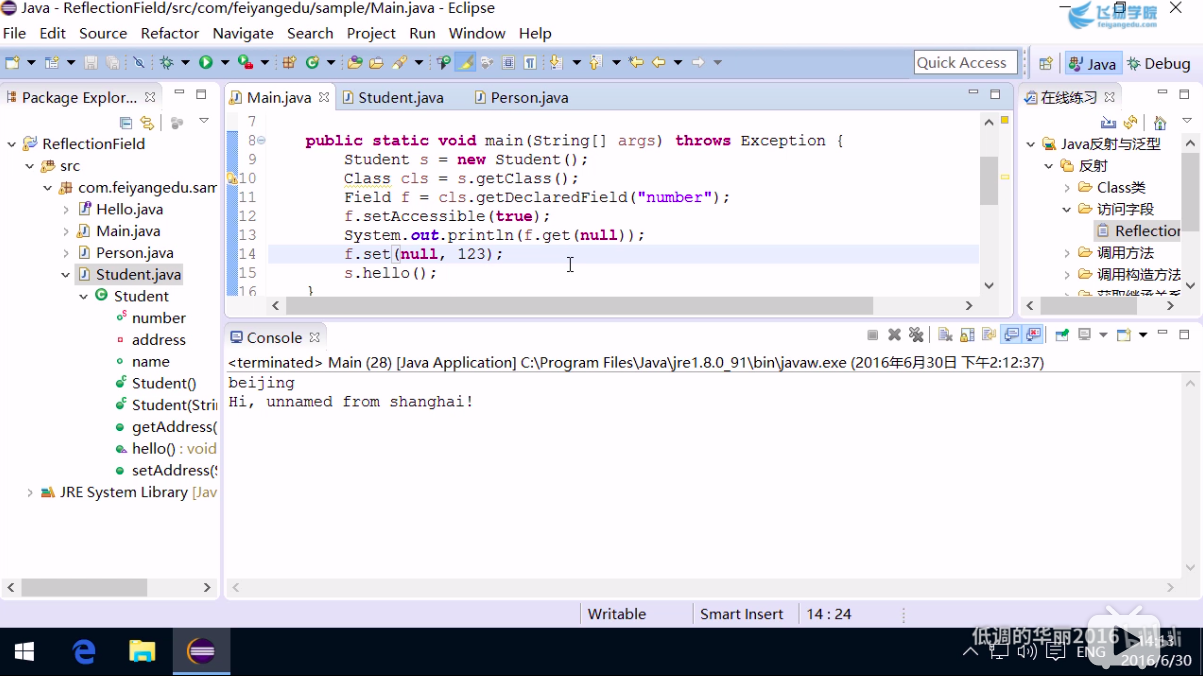 Java - ReflectionField/src/com/feiyangedu/sample/Main.java - Eclipse
飞扬学院
feiyangedu.com
File Edit Source Refactor Navigate Search Project Run Window Help
Quick Access
Java
Debug
Package Explor...
Main.java
Student.java
Person.java
在线练习
ReflectionField
src
com.feiyangedu.sam
Hello.java
Main.java
Person.java
Student.java
Student
number
address
name
Student()
Student(Strin
getAddress(
hello() : void
setAddress(S
JRE System Library [Jav
7
8 public static void main(String[] args) throws Exception {
9 Student s = new Student();
10 Class cls = s.getClass();
11 Field f = cls.getDeclaredField("number");
12 f.setAccessible(true);
13 System.out.println(f.get(null));
14 f.set(null, 123);
15 s.hello();
16 }
Java反射与泛型
反射
Class类
访问字段
Reflection
调用方法
调用构造方法
获取继承关系
Console
<terminated> Main (28) [Java Application] C:\Program Files\Java\jre1.8.0_91\bin\javaw.exe (2016年6月30日 下午2:12:37)
beijing
Hi, unnamed from shanghai!
Writable
Smart Insert
14 : 24
低调的华丽2016
bilibili
ENG
14:13
2016/6/30